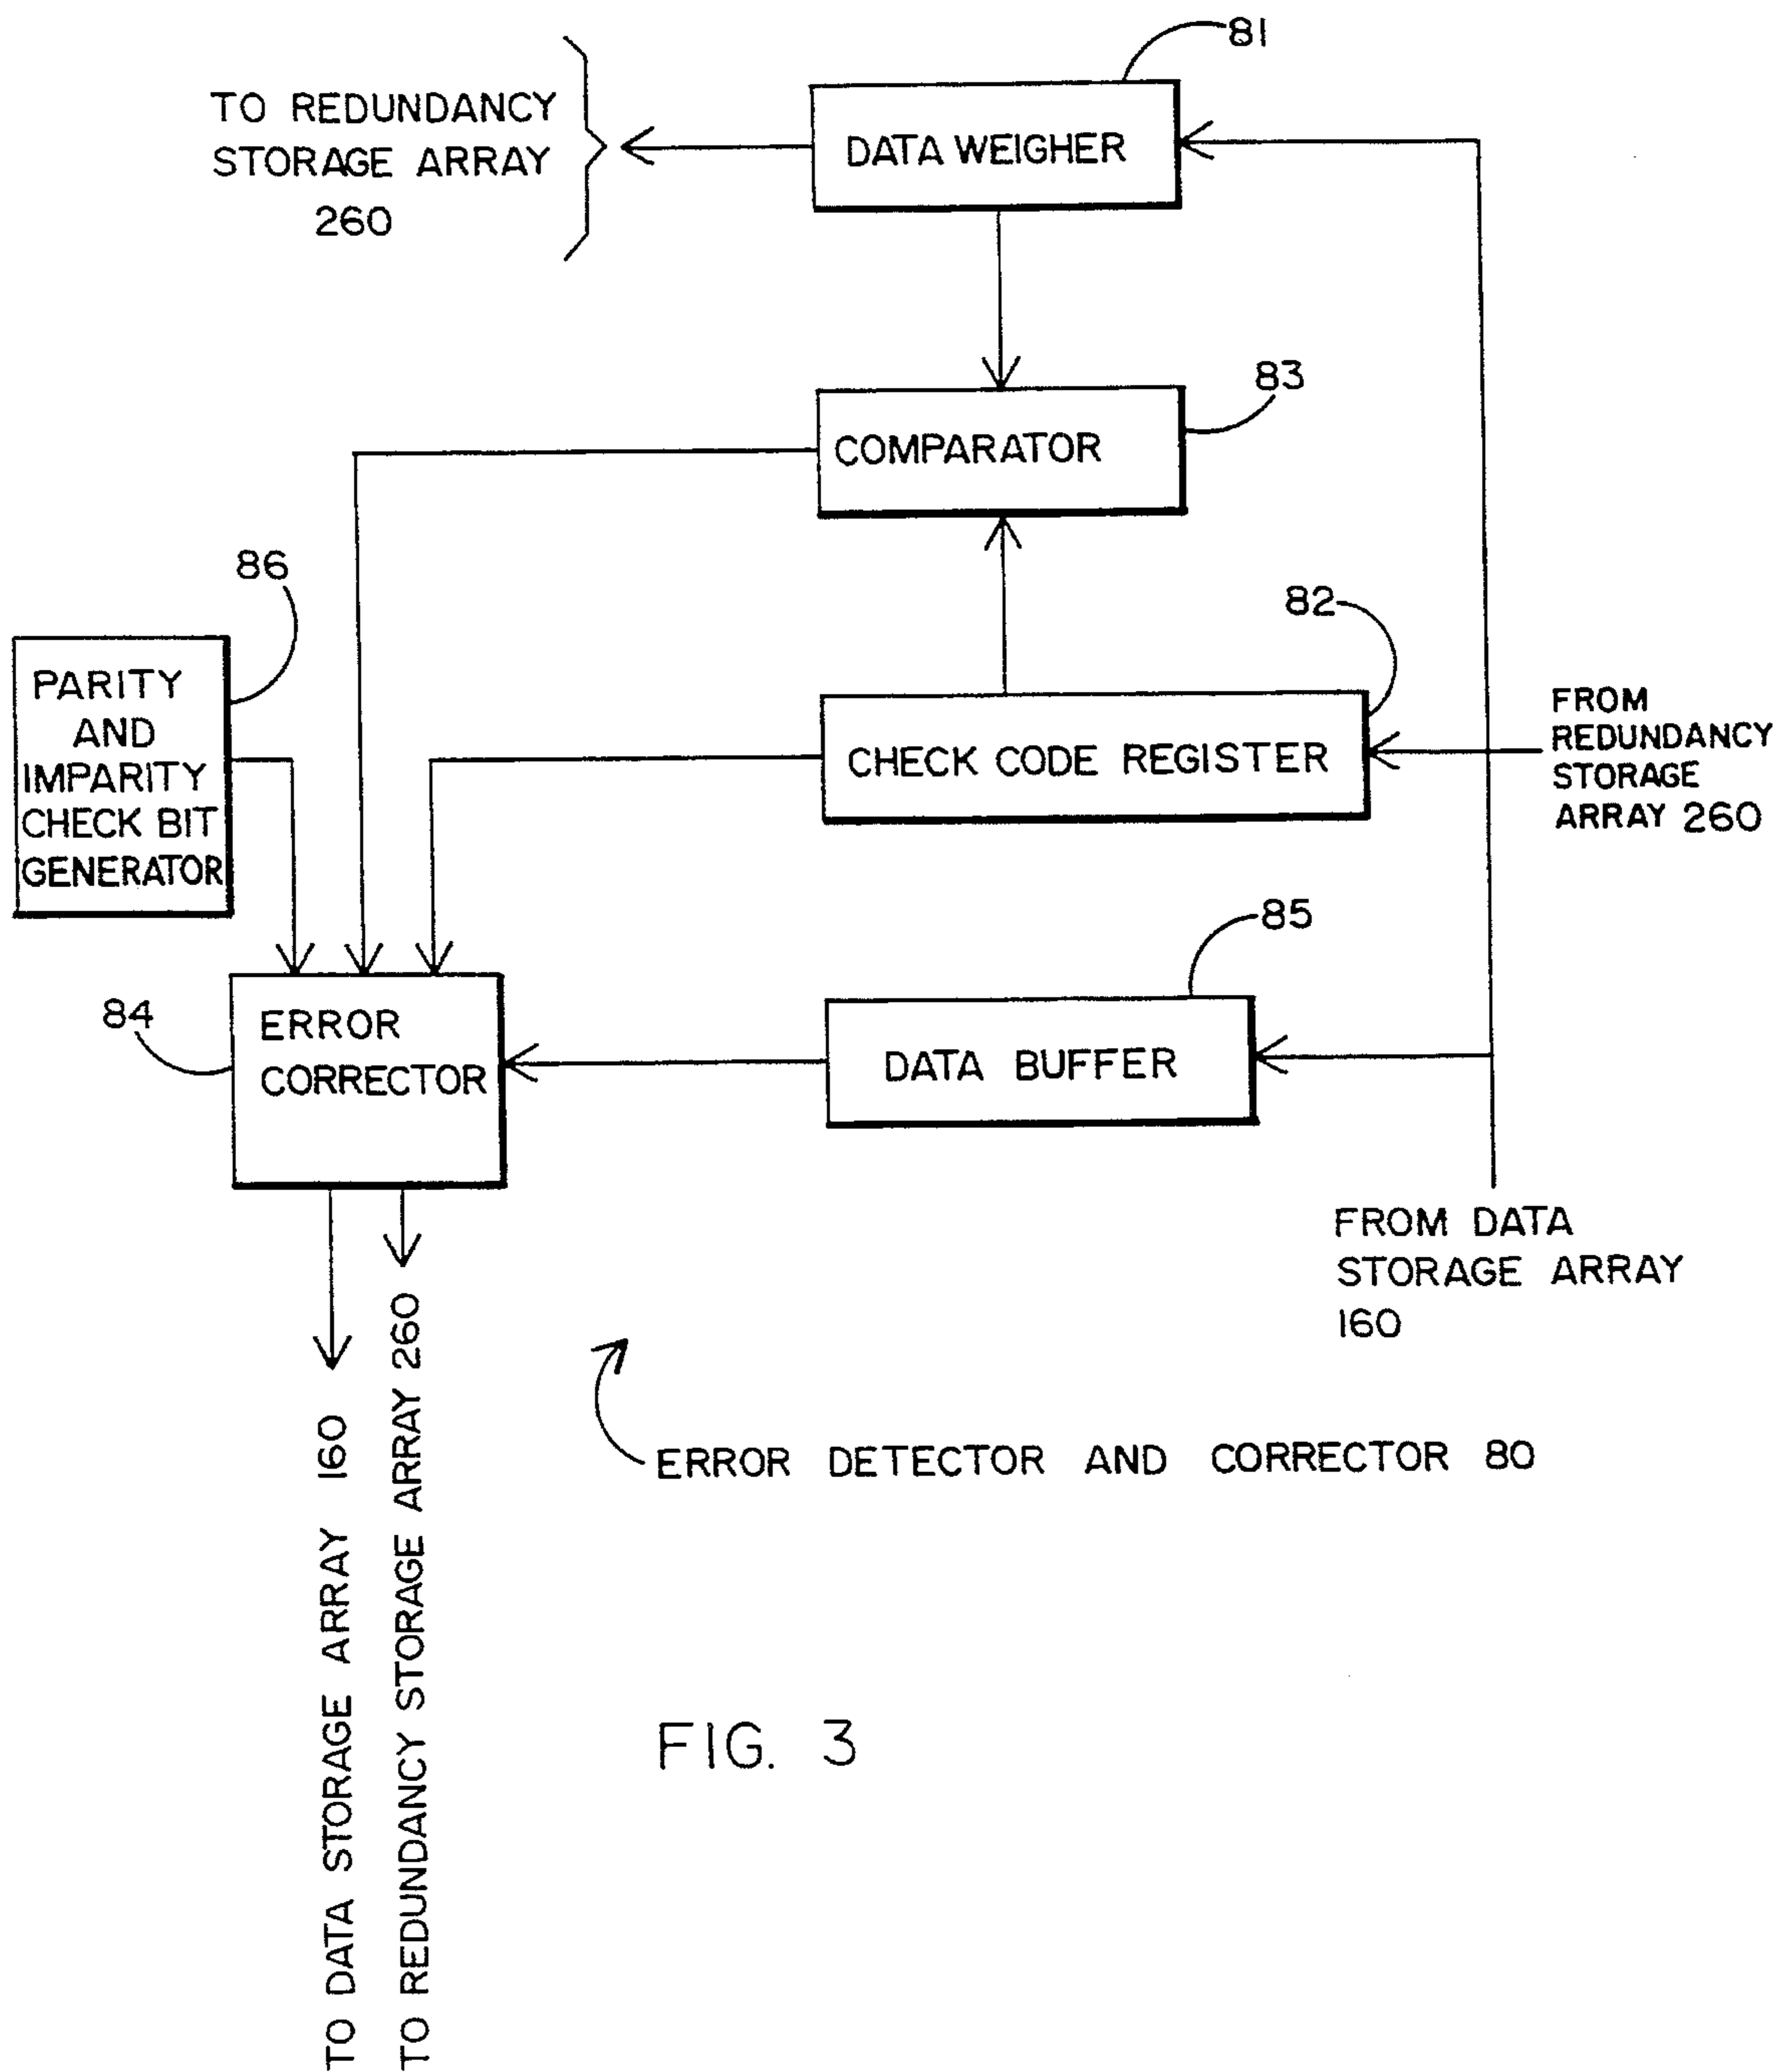 81
TO REDUNDANCY
STORAGE ARRAY
260
DATA WEIGHER
83
COMPARATOR
86
82
PARITY
AND
IMPARITY
CHECK BIT
GENERATOR
CHECK CODE REGISTER
FROM
REDUNDANCY
STORAGE
ARRAY 260
85
84
ERROR
CORRECTOR
DATA BUFFER
FROM DATA
STORAGE ARRAY
160
TO DATA STORAGE ARRAY 160
TO REDUNDANCY STORAGE ARRAY 260
ERROR DETECTOR AND CORRECTOR 80
FIG. 3